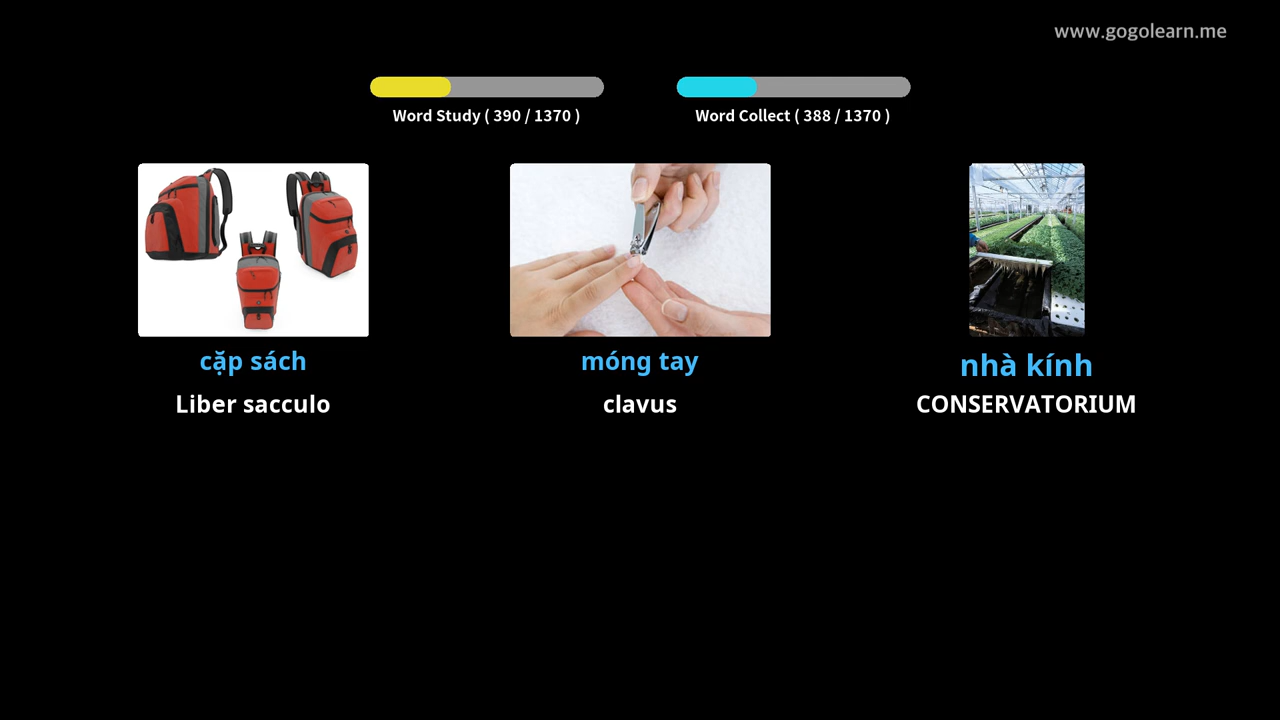 www.gogolearn.me
Word Study ( 390 / 1370 )
Word Collect ( 388 / 1370 )
cặp sách
móng tay
nhà kính
Liber sacculo
clavus
CONSERVATORIUM